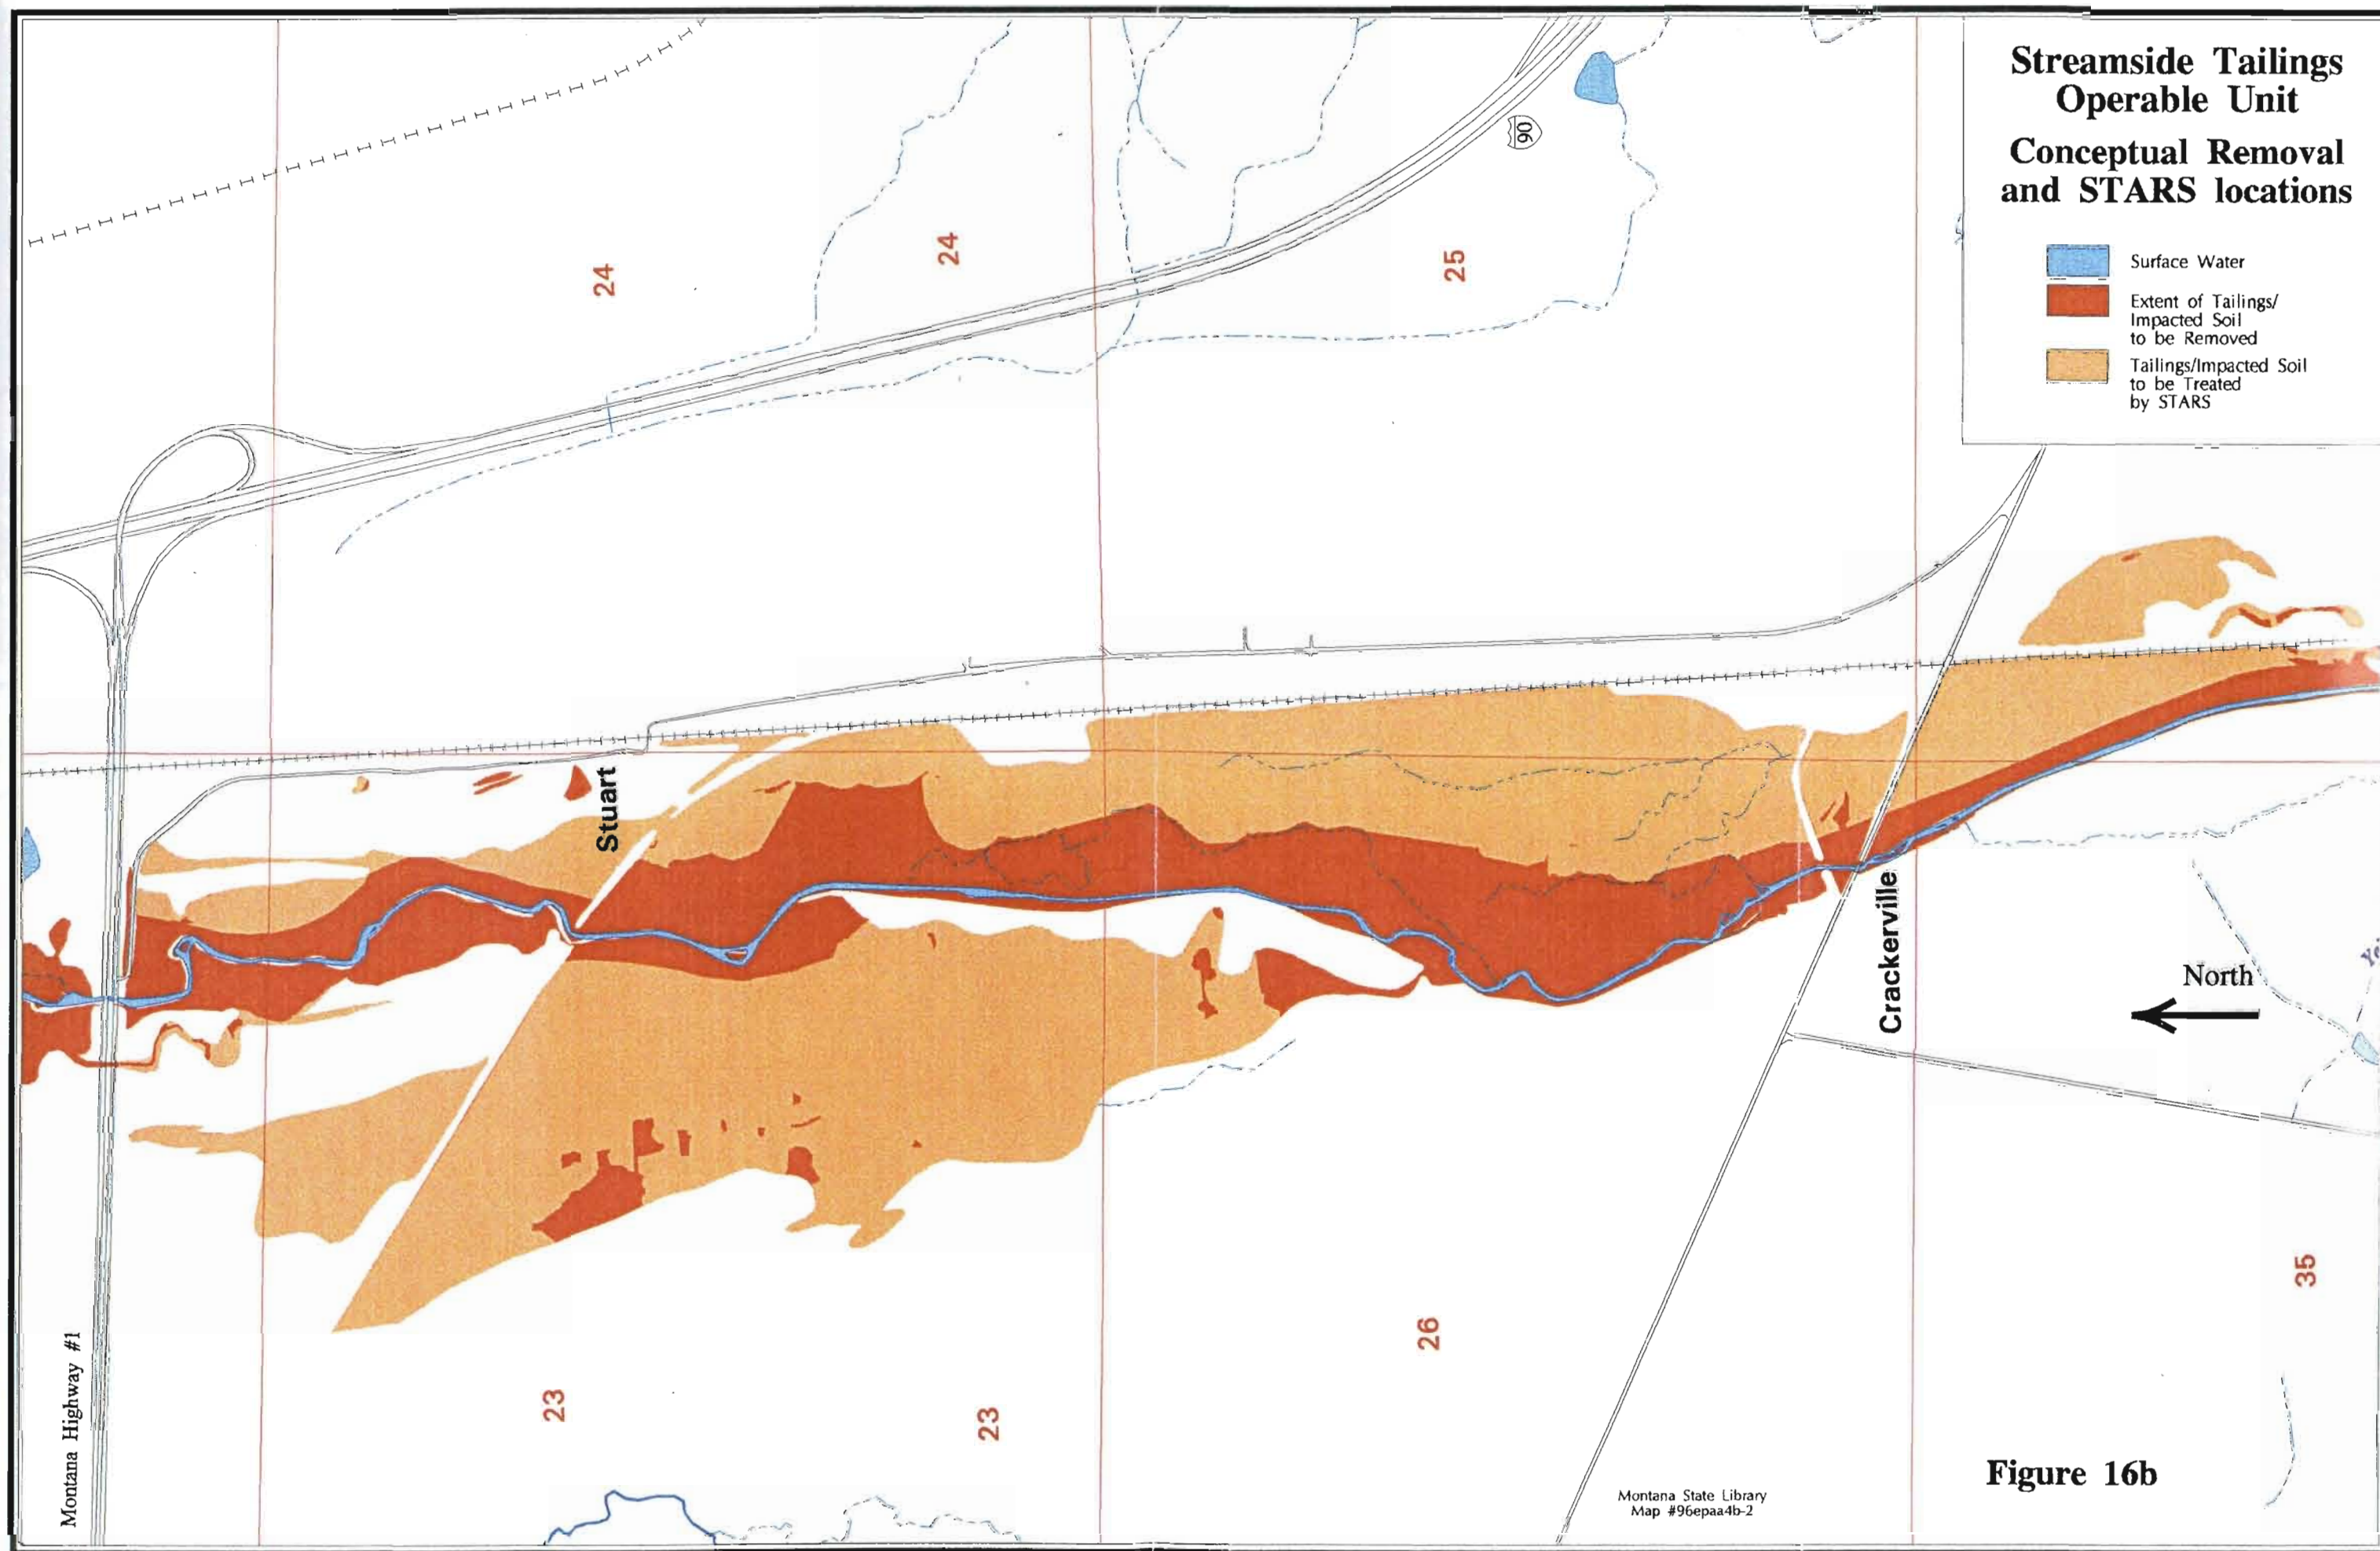 Streamside Tailings
Operable Unit
Conceptual Removal
and STARS locations
Surface Water
Extent of Tailings/
Impacted Soil
to be Removed
Tailings/Impacted Soil
to be Treated
by STARS
90
24
24
25
Stuart
Crackerville
North
35
26
23
23
Montana Highway #1
Montana State Library
Map #96epaa4b-2
Figure 16b